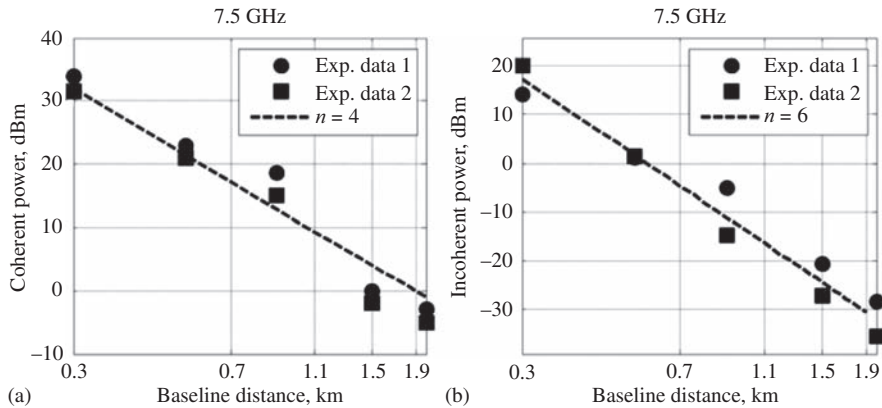 7.5 GHz
40
30
20
10
0
−10
Coherent power, dBm
Exp. data 1
Exp. data 2
n = 4
0.3
0.7
1.1
1.5
1.9
Baseline distance, km
(a)
7.5 GHz
20
10
0
−10
−20
−30
Incoherent power, dBm
Exp. data 1
Exp. data 2
n = 6
0.3
0.7
1.1
1.5
1.9
Baseline distance, km
(b)